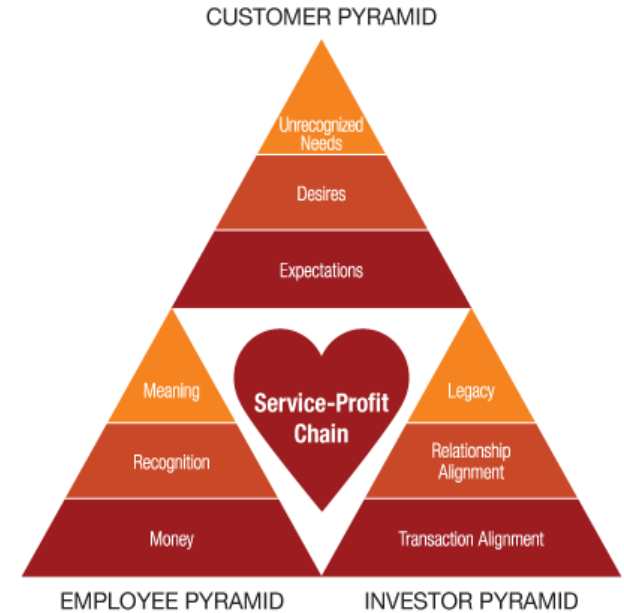 CUSTOMER PYRAMID
Unrecognized
Needs
Desires
Expectations
Meaning
Recognition
Money
Service-Profit
Chain
Legacy
Relationship
Alignment
Transaction Alignment
EMPLOYEE PYRAMID
INVESTOR PYRAMID